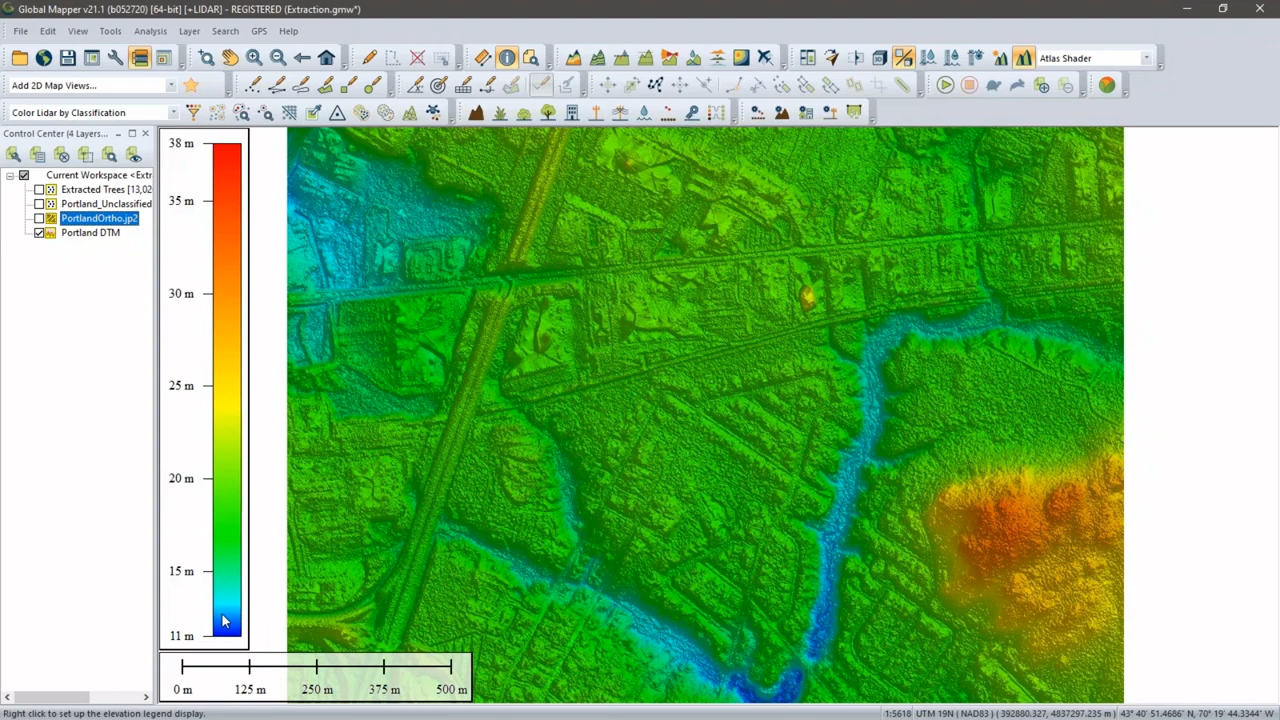 Global Mapper v21.1 (b052720) [64-bit] [+LIDAR] - REGISTERED (Extraction.gmw*)
File Edit View Tools Analysis Layer Search GPS Help
Atlas Shader
Add 2D Map Views...
Color Lidar by Classification
Control Center (4 Layers...
Current Workspace <Extr
Extracted Trees [13,02
Portland_Unclassified
PortlandOrtho.jp2
Portland DTM
38 m
35 m
30 m
25 m
20 m
15 m
11 m
0 m 125 m 250 m 375 m 500 m
Right click to set up the elevation legend display.
1:5618 UTM 19N ( NAD83 ) ( 392880.327, 4837297.235 m ) 43° 40' 51.4686" N, 70° 19' 44.3344" W